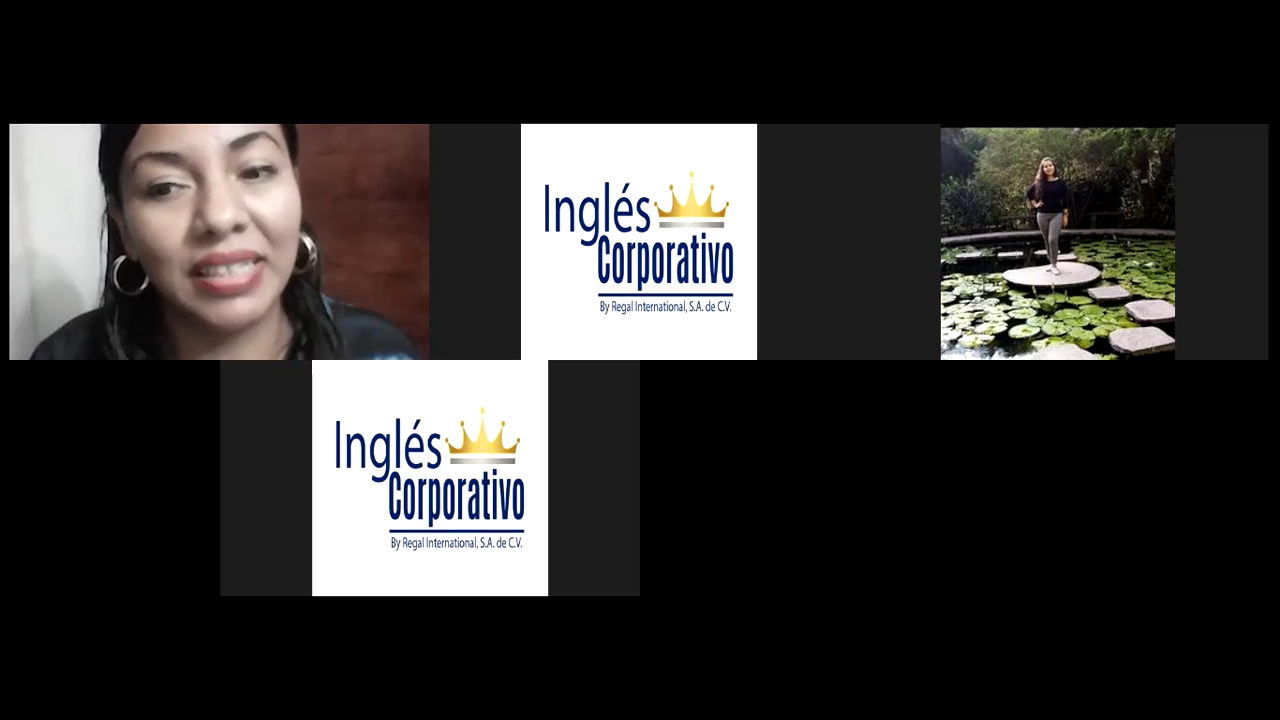 Inglés
Corporativo
By Regal International, S.A. de C.V.
Inglés
Corporativo
By Regal International, S.A. de C.V.